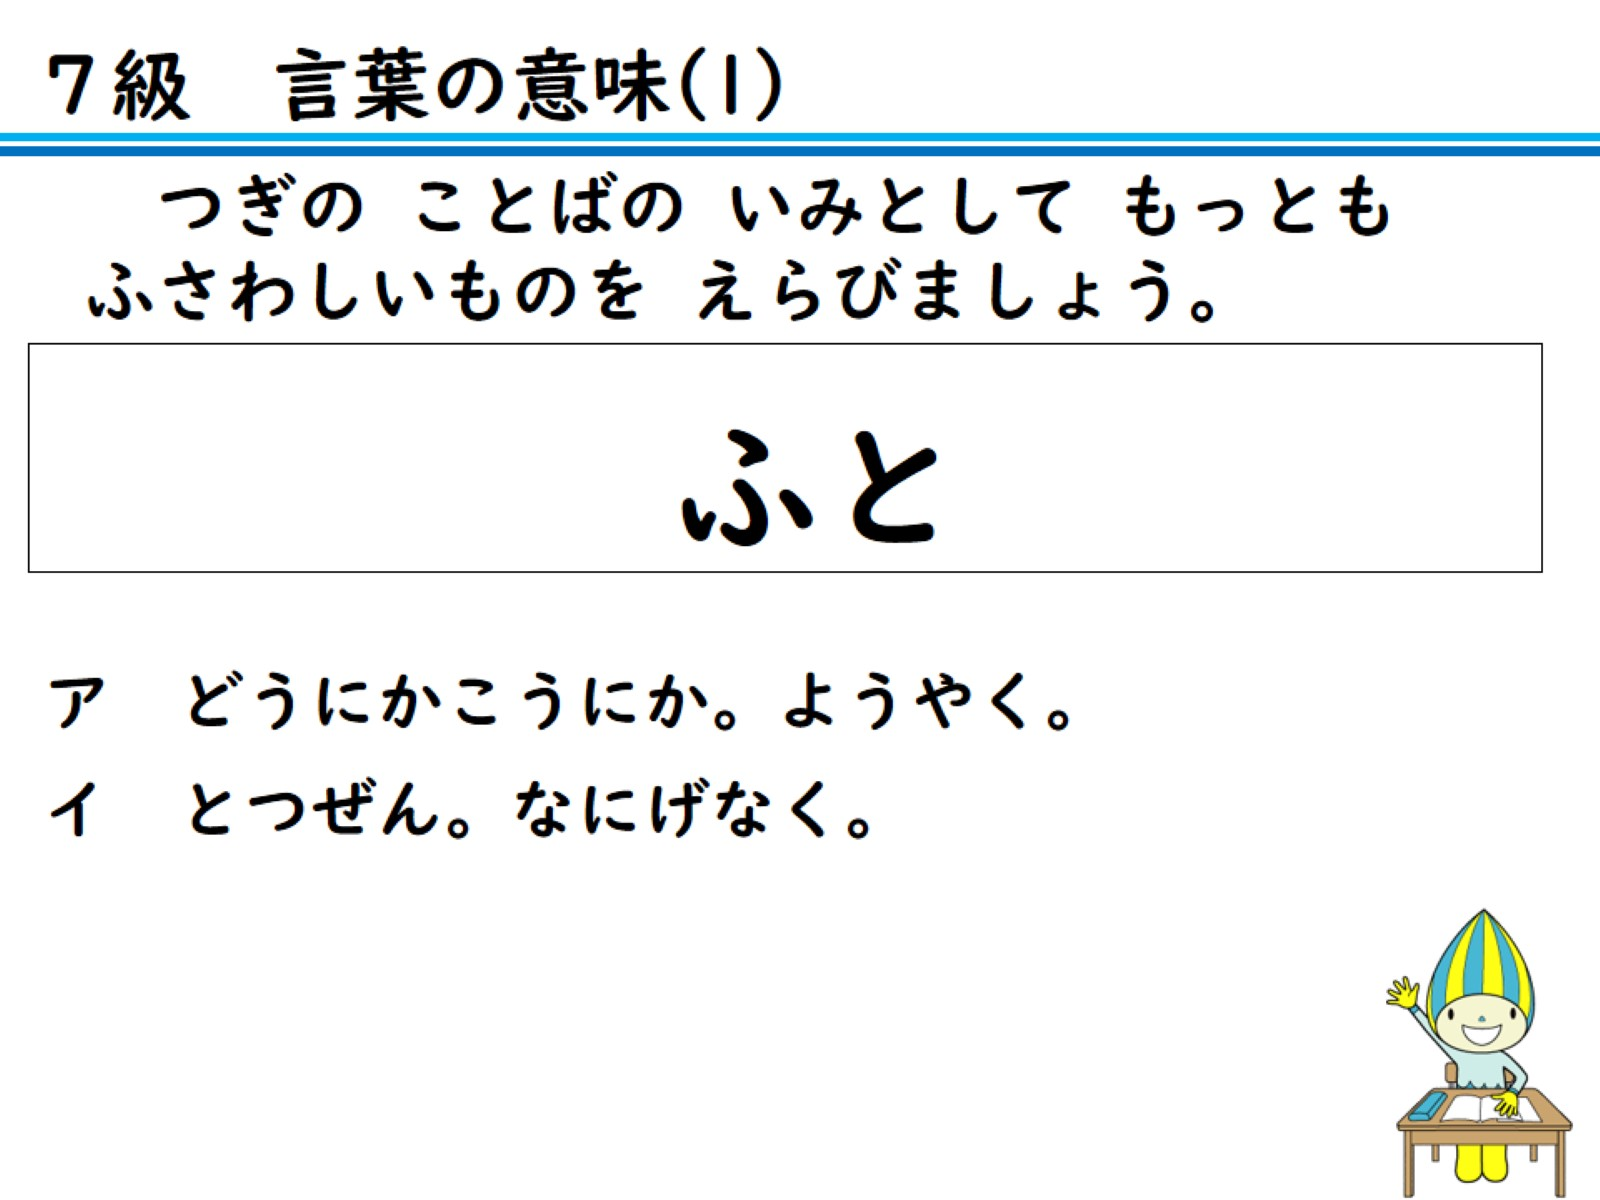 ７級　言葉の意味(1)
つぎの ことばの いみとして もっとも
ふさわしいものを えらびましょう。
ふと
ア　どうにかこうにか。ようやく。
イ　とつぜん。なにげなく。